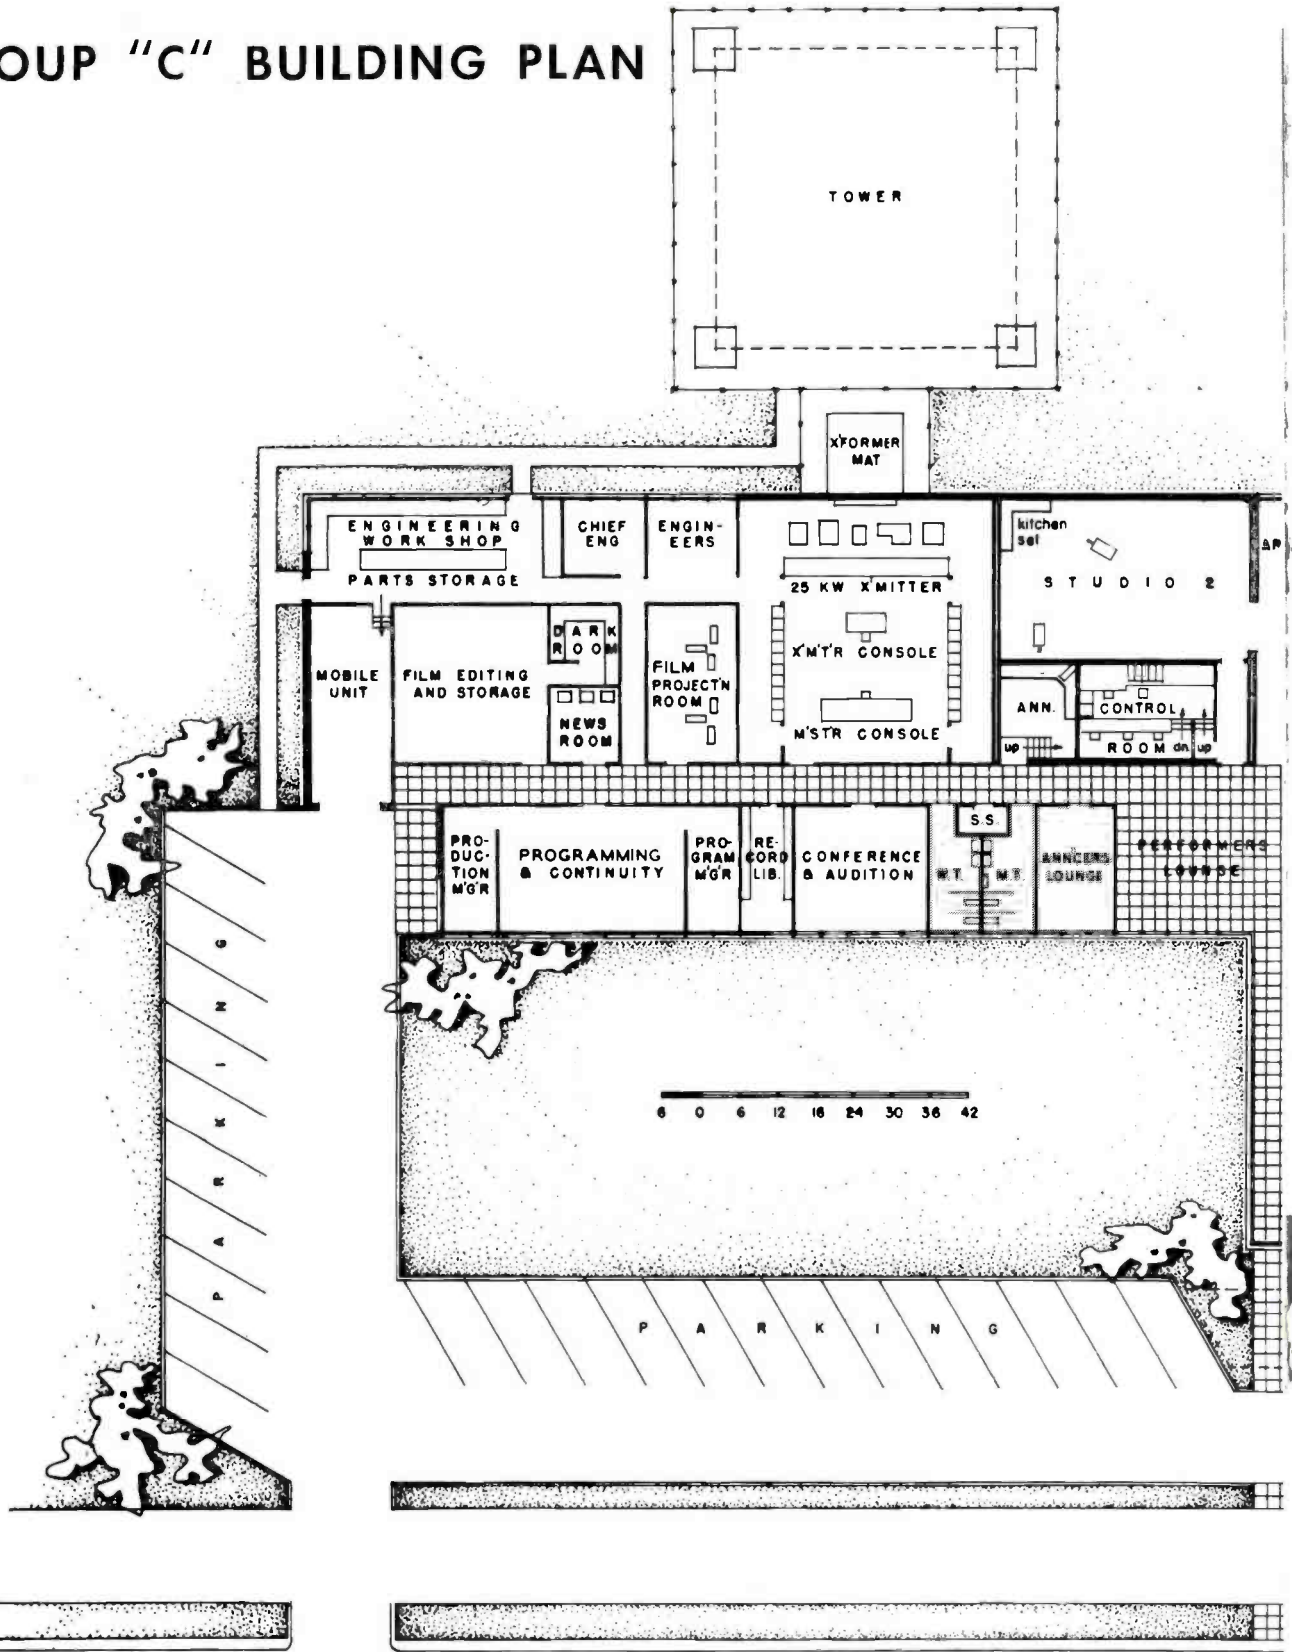 OUP "C" BUILDING PLAN
TOWER
X'FORMER
MAT
ENGINEERING
WORK SHOP
PARTS STORAGE
CHIEF
ENG
ENGIN-
EERS
25 KW X'MITTER
X'M'T'R CONSOLE
M'ST'R CONSOLE
kitchen
set
STUDIO 2
MOBILE
UNIT
FILM EDITING
AND STORAGE
DARK
ROOM
NEWS
ROOM
FILM
PROJECT'N
ROOM
ANN.
up
CONTROL
ROOM
dn. up
PRO-
DUC-
TION
M'G'R
PROGRAMMING
& CONTINUITY
PRO-
GRAM
M'G'R
RE-
CORD
LIB.
CONFERENCE
& AUDITION
S.S.
W.T.
M.T.
ANNCERS
LOUNGE
PERFORMERS
LOUNGE
PARKING
6 0 6 12 18 24 30 36 42
PARKING